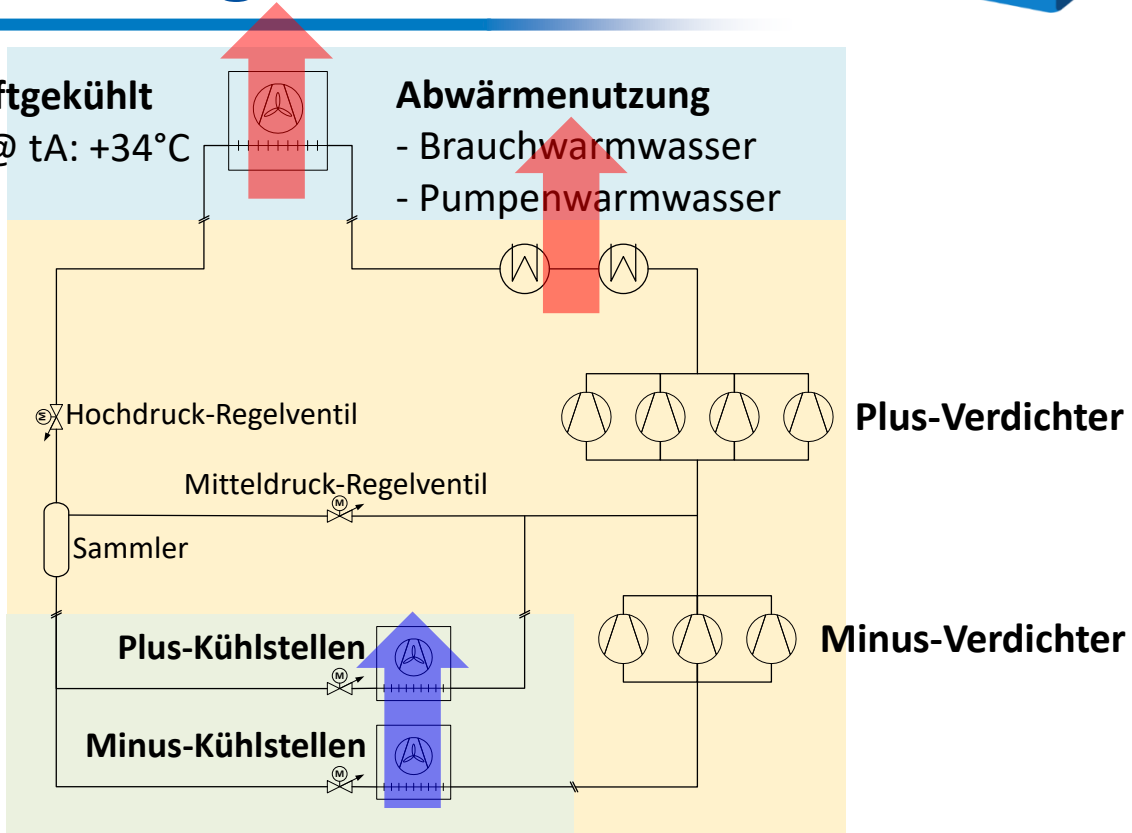 ftgekühlt
@ tA: +34°C
Abwärmenutzung
- Brauchwarmwasser
- Pumpenwarmwasser
M
Hochdruck-Regelventil
Plus-Verdichter
Mitteldruck-Regelventil
M
Sammler
Plus-Kühlstellen
M
Minus-Verdichter
Minus-Kühlstellen
M